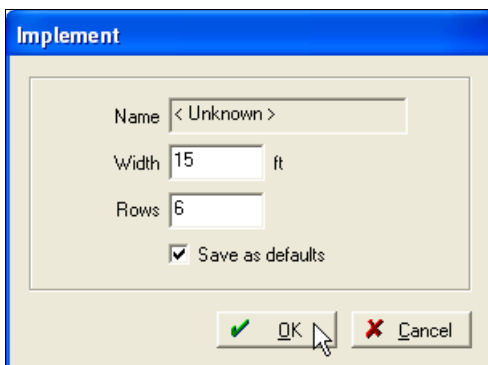 Implement
Name < Unknown >
Width 15 ft
Rows 6
Save as defaults
OK Cancel